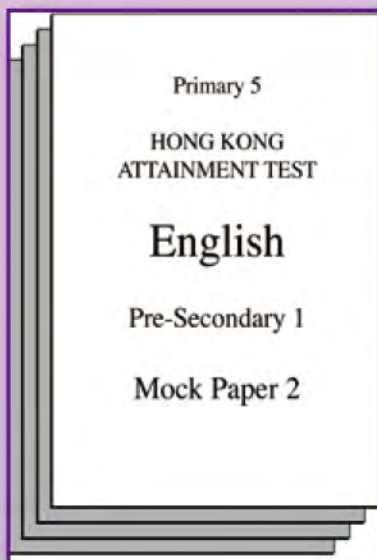 Primary 5
HONG KONG
ATTAINMENT TEST
English
Pre-Secondary 1
Mock Paper 2